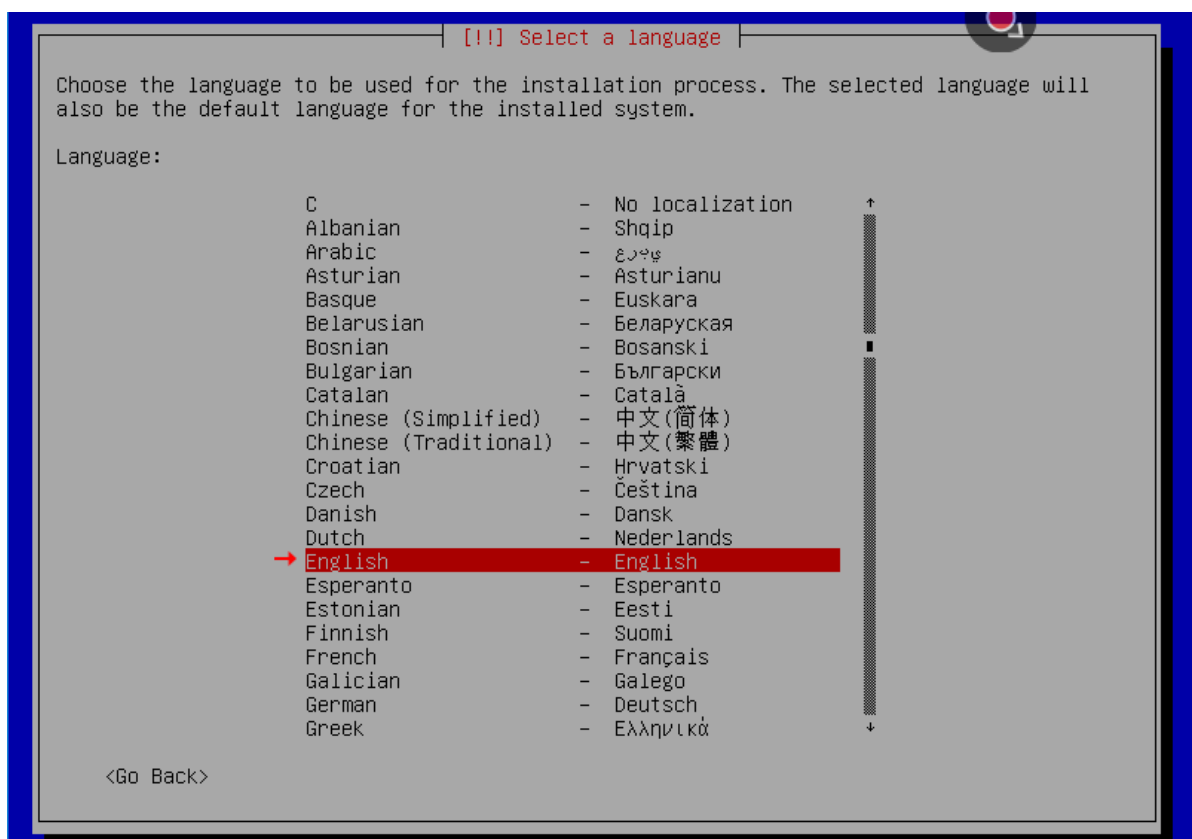 [!!] Select a language
Choose the language to be used for the installation process. The selected language will
also be the default language for the installed system.
Language:
C - No localization
Albanian - Shqip
Arabic - عربي
Asturian - Asturianu
Basque - Euskara
Belarusian - Беларуская
Bosnian - Bosanski
Bulgarian - Български
Catalan - Català
Chinese (Simplified) - 中文(简体)
Chinese (Traditional) - 中文(繁體)
Croatian - Hrvatski
Czech - Čeština
Danish - Dansk
Dutch - Nederlands
English - English
Esperanto - Esperanto
Estonian - Eesti
Finnish - Suomi
French - Français
Galician - Galego
German - Deutsch
Greek - Ελληνικά
<Go Back>